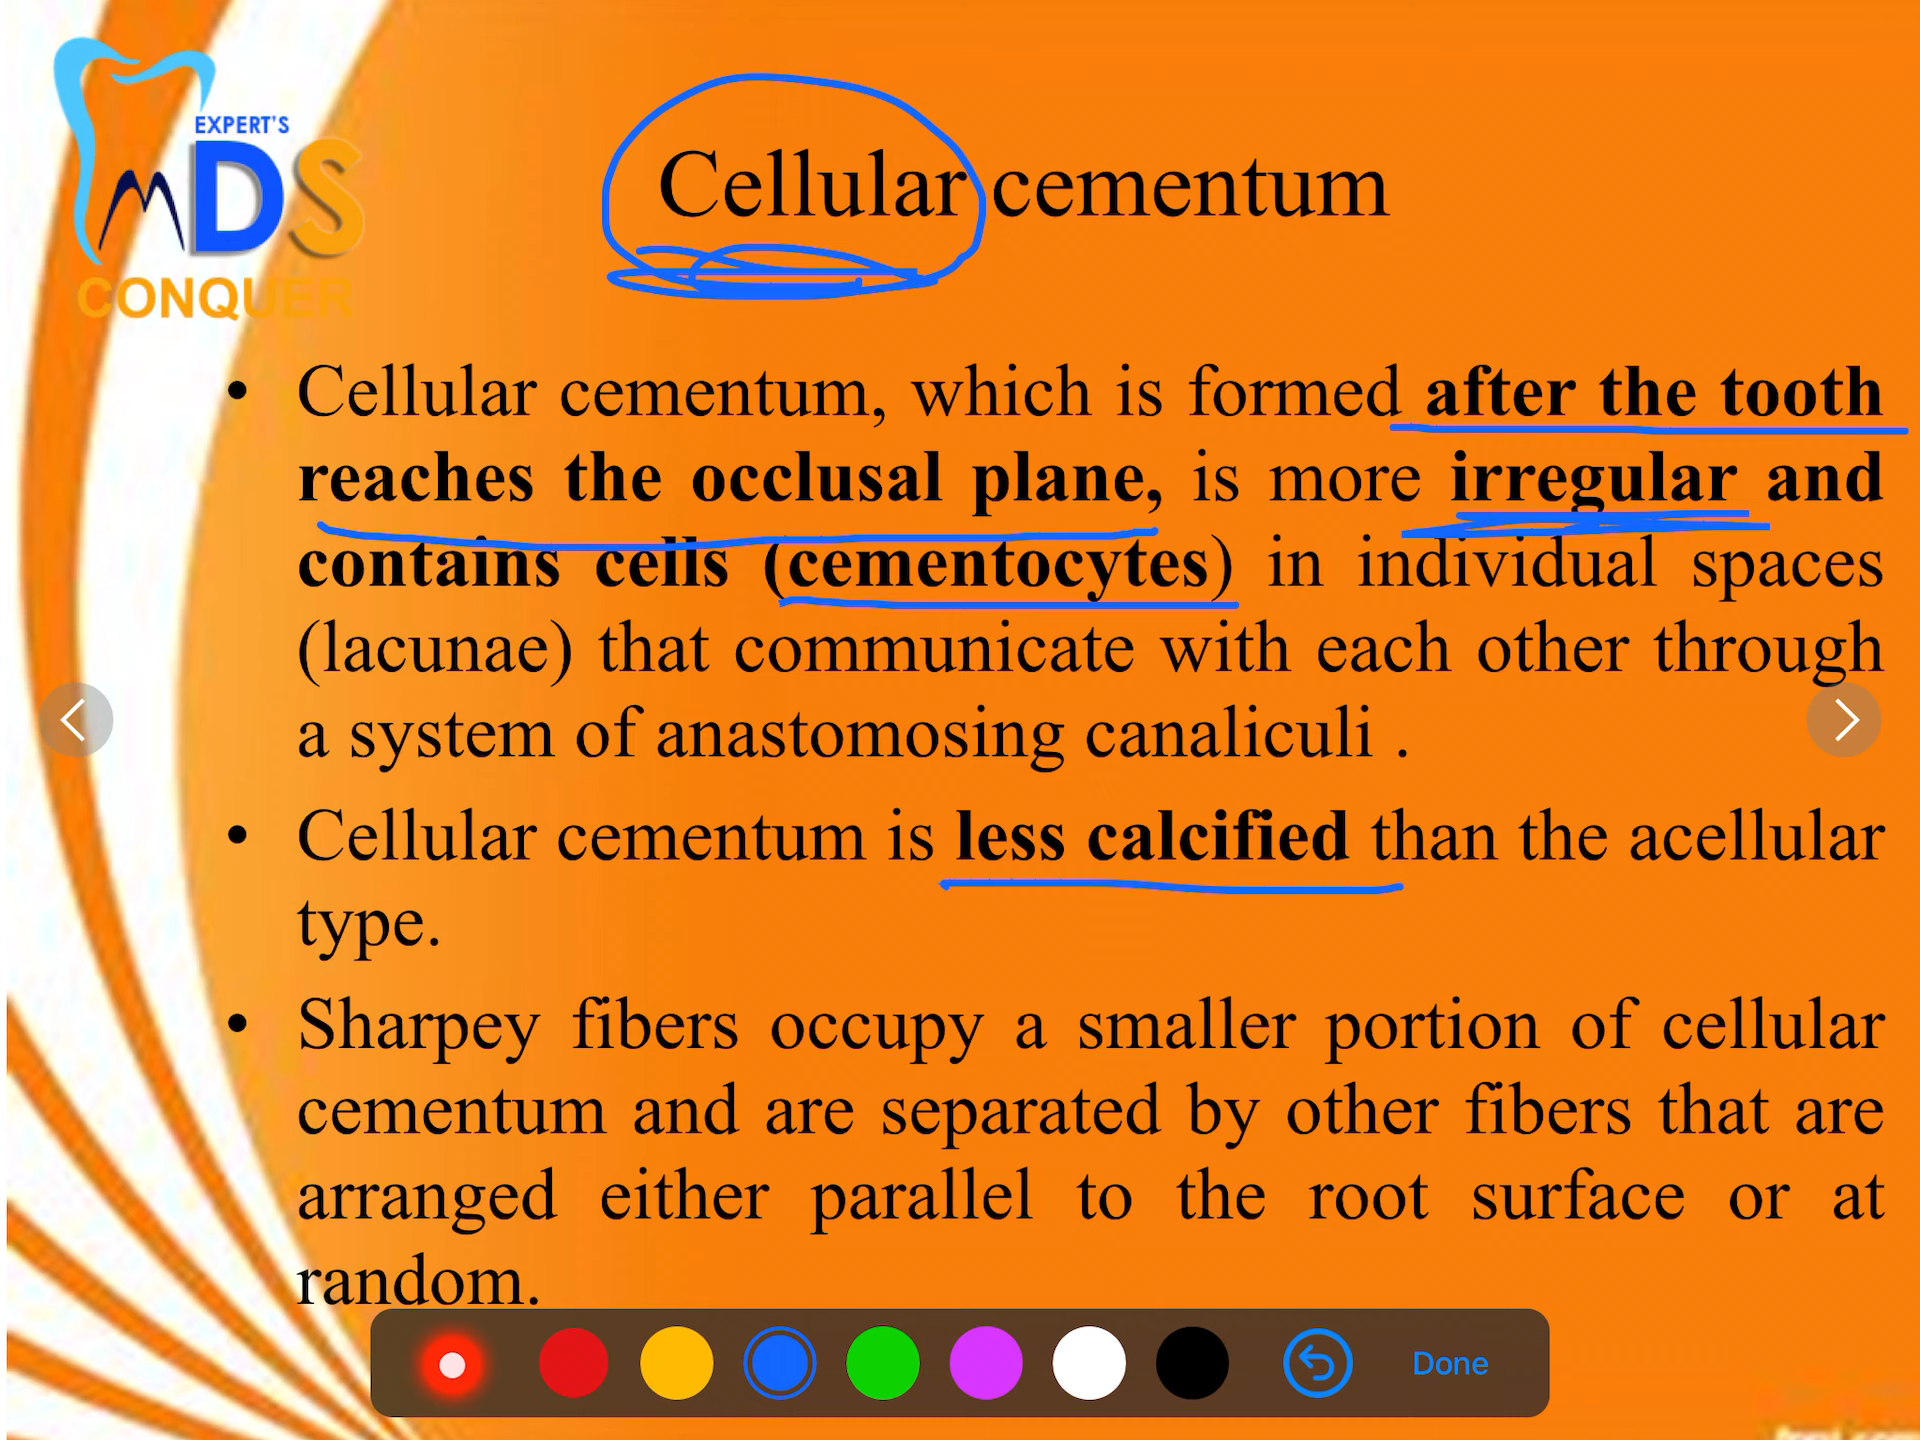 EXPERT'S
MDS
CONQUER
Cellular cementum
• Cellular cementum, which is formed after the tooth
reaches the occlusal plane, is more irregular and
contains cells (cementocytes) in individual spaces
(lacunae) that communicate with each other through
a system of anastomosing canaliculi .
• Cellular cementum is less calcified than the acellular
type.
• Sharpey fibers occupy a smaller portion of cellular
cementum and are separated by other fibers that are
arranged either parallel to the root surface or at
random.
Done